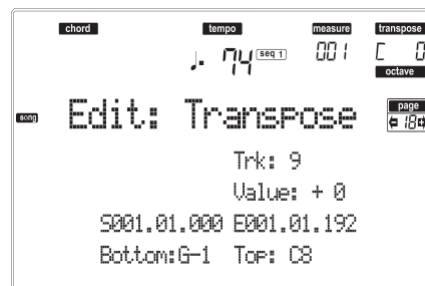 chord tempo measure transpose
♩. 74 seq 1 001 C 0
octave
song Edit: Transpose page
18
Trk: 9
Value: + 0
S001.01.000 E001.01.192
Bottom:G-1 Top: C8